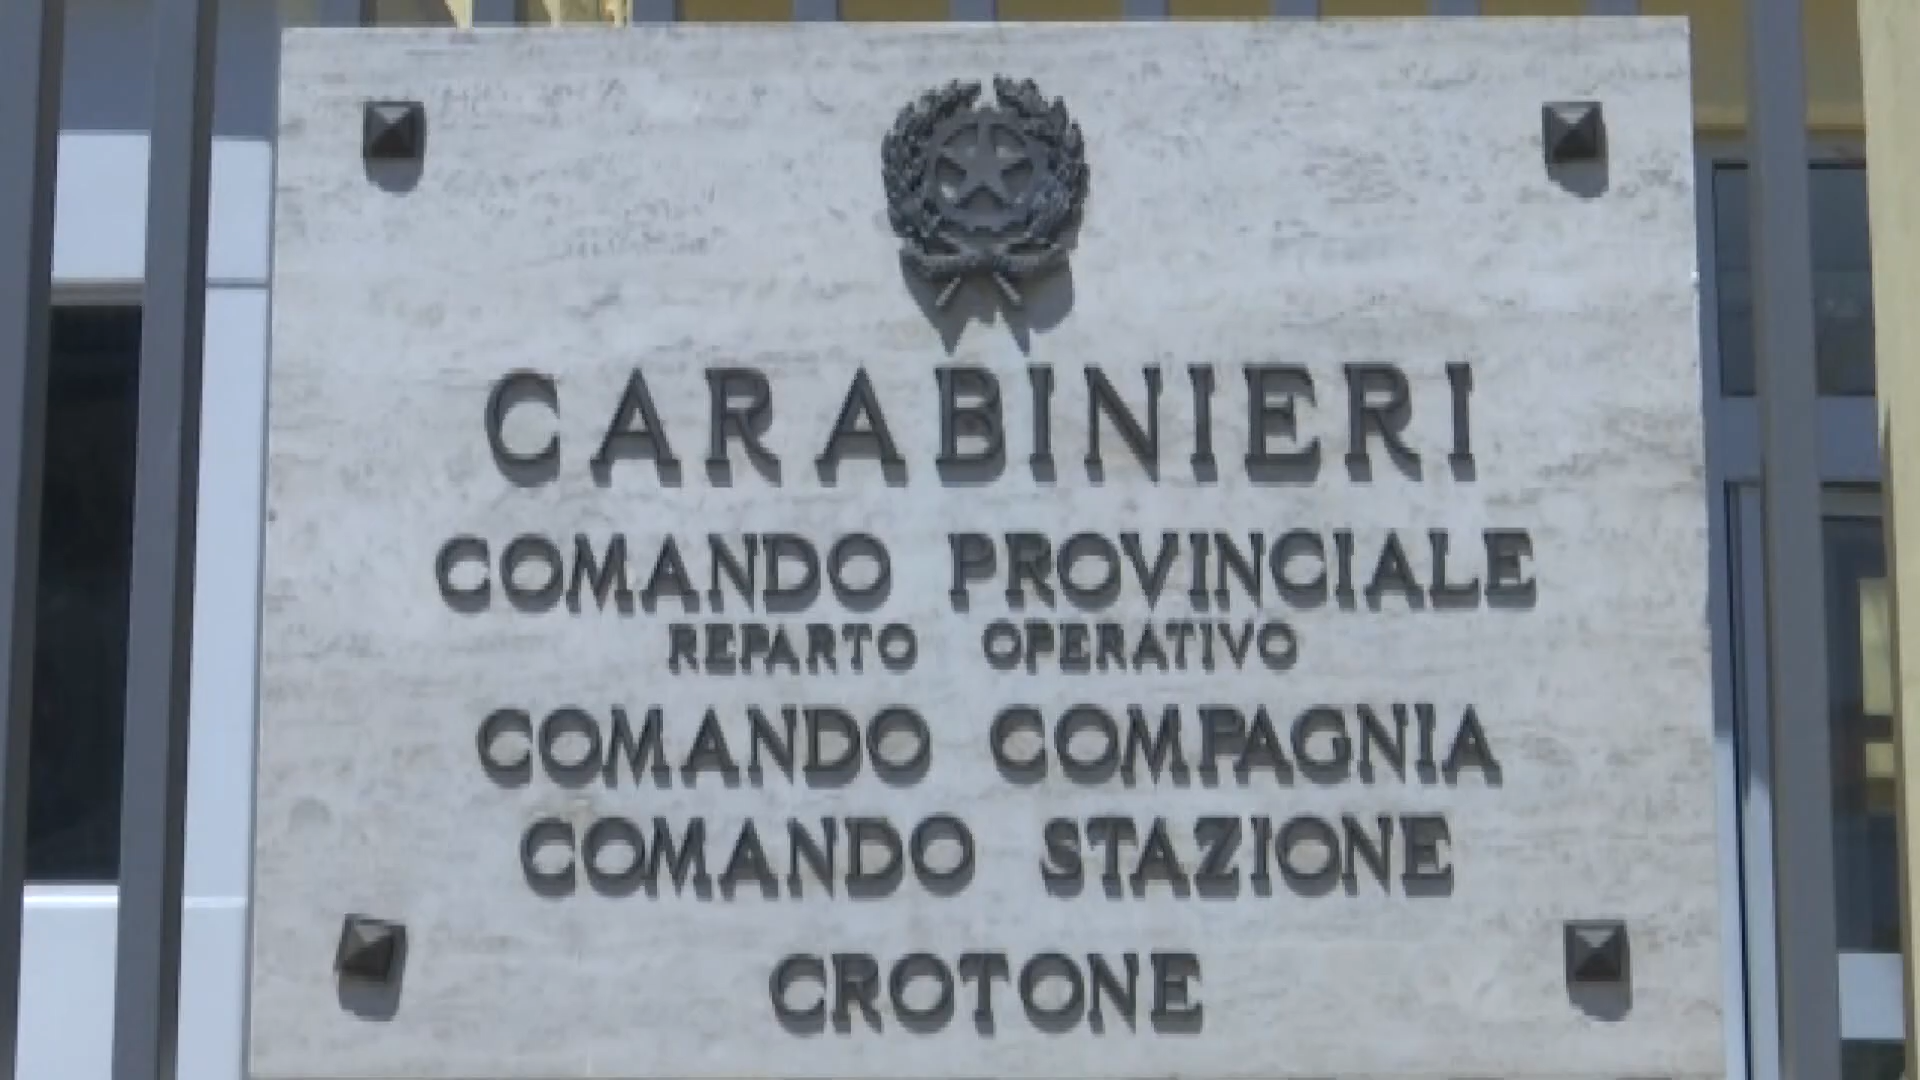 CARABINIERI
COMANDO PROVINCIALE
REPARTO OPERATIVO
COMANDO COMPAGNIA
COMANDO STAZIONE
CROTONE